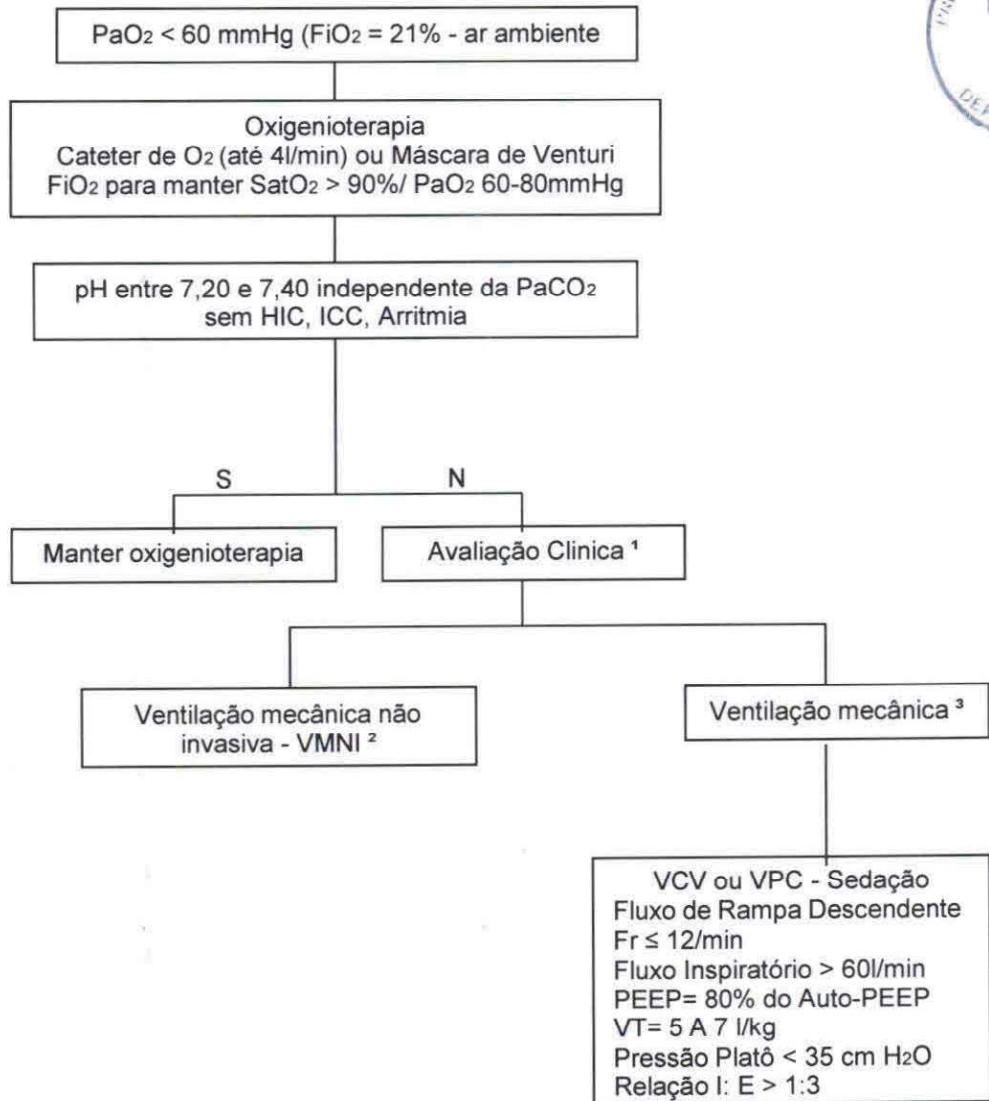 PaO₂ < 60 mmHg (FiO₂ = 21% - ar ambiente
Oxigenioterapia
Cateter de O₂ (até 4l/min) ou Máscara de Venturi
FiO₂ para manter SatO₂ > 90%/ PaO₂ 60-80mmHg
pH entre 7,20 e 7,40 independente da PaCO₂
sem HIC, ICC, Arritmia
S
N
Manter oxigenioterapia
Avaliação Clinica ¹
Ventilação mecânica não
invasiva - VMNI ²
Ventilação mecânica ³
VCV ou VPC - Sedação
Fluxo de Rampa Descendente
Fr ≤ 12/min
Fluxo Inspiratório > 60l/min
PEEP= 80% do Auto-PEEP
VT= 5 A 7 l/kg
Pressão Platô < 35 cm H₂O
Relação I: E > 1:3